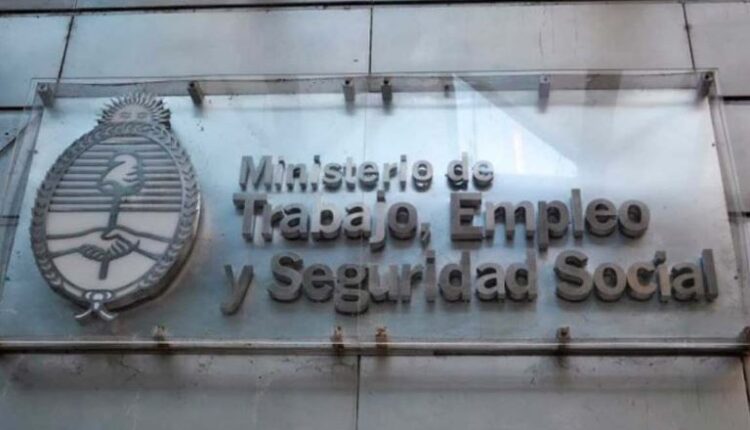 Ministerio de
Trabajo, Empleo
y Seguridad Social